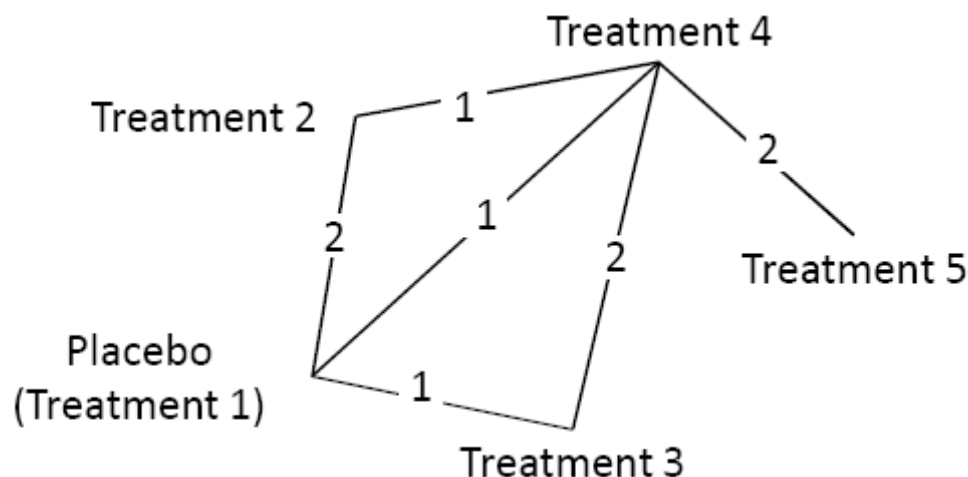 Treatment 4
Treatment 2
1
2
1
2
2
Treatment 5
Placebo
(Treatment 1)
1
Treatment 3